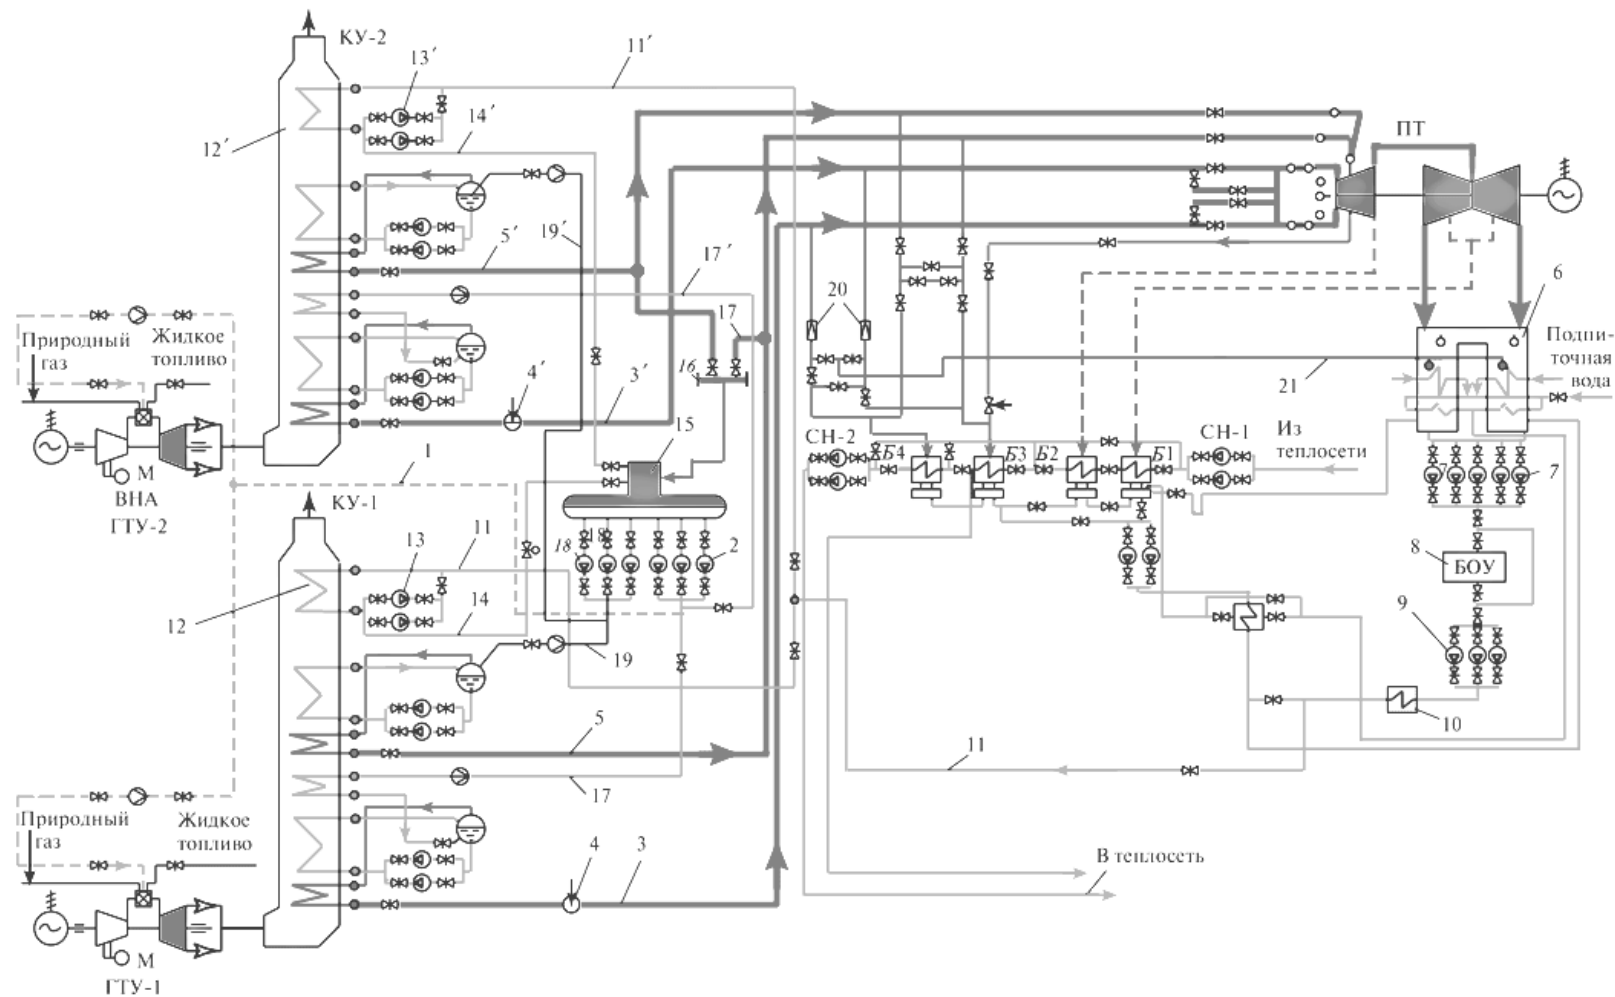 КУ-2
13′
11′
14′
12′
ПТ
19′
5′
17′
20
6
17
Природный
газ
Жидкое
топливо
Подпи-
точная
вода
16
21
4′
3′
15
М
ВНА
ГТУ-2
1
СН-2
Б4
Б3
Б2
Б1
СН-1
Из
теплосети
7
7
КУ-1
13
11
18
18
2
8
БОУ
9
14
12
19
10
5
11
17
Природный
газ
Жидкое
топливо
4
3
В теплосеть
М
ГТУ-1